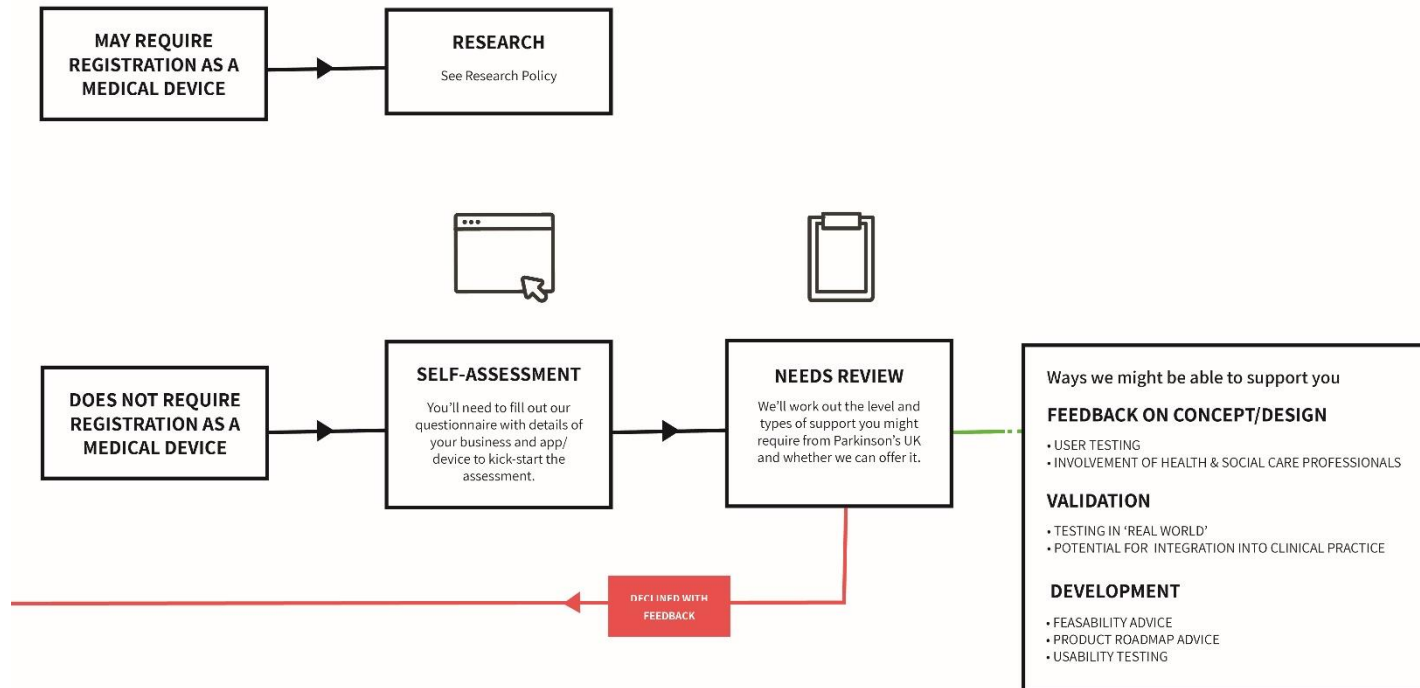 MAY REQUIRE
REGISTRATION AS A
MEDICAL DEVICE
RESEARCH
See Research Policy
DOES NOT REQUIRE
REGISTRATION AS A
MEDICAL DEVICE
SELF-ASSESSMENT
You'll need to fill out our
questionnaire with details of
your business and app/
device to kick-start the
assessment.
NEEDS REVIEW
We'll work out the level and
types of support you might
require from Parkinson's UK
and whether we can offer it.
DECLINED WITH
FEEDBACK
Ways we might be able to support you
FEEDBACK ON CONCEPT/DESIGN
• USER TESTING
• INVOLVEMENT OF HEALTH & SOCIAL CARE PROFESSIONALS
VALIDATION
• TESTING IN ‘REAL WORLD’
• POTENTIAL FOR INTEGRATION INTO CLINICAL PRACTICE
DEVELOPMENT
• FEASABILITY ADVICE
• PRODUCT ROADMAP ADVICE
• USABILITY TESTING